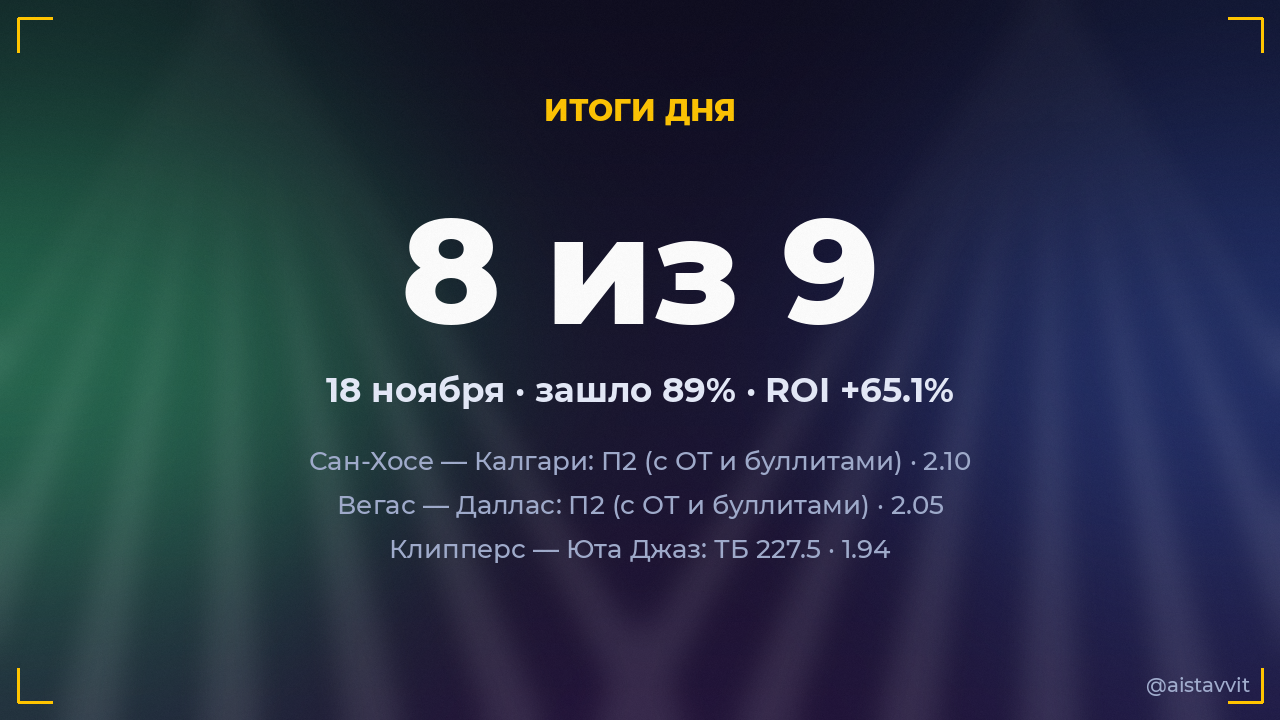 ИТОГИ ДНЯ
8 из 9
18 ноября · зашло 89% · ROI +65.1%
Сан-Хосе — Калгари: П2 (с ОТ и буллитами) · 2.10
Вегас — Даллас: П2 (с ОТ и буллитами) · 2.05
Клипперс — Юта Джаз: ТБ 227.5 · 1.94
@aistavvit